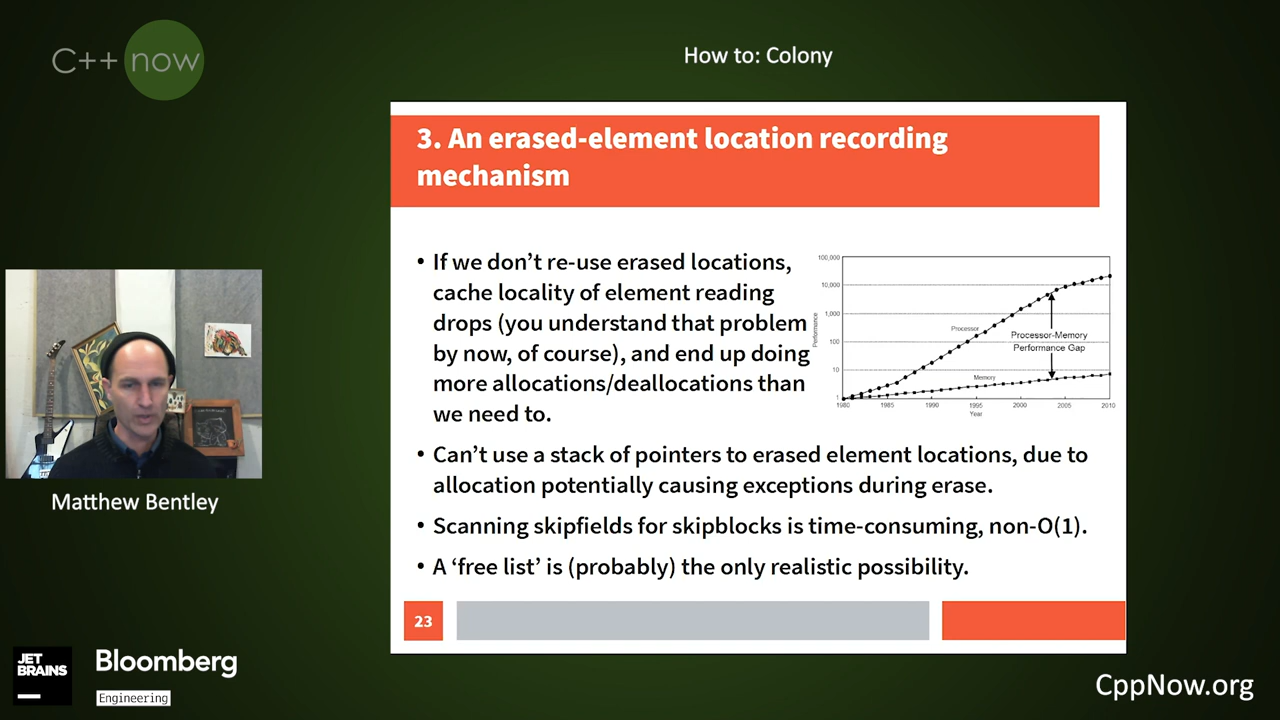 C++ now
How to: Colony
3. An erased-element location recording
mechanism
• If we don’t re-use erased locations,
cache locality of element reading
drops (you understand that problem
by now, of course), and end up doing
more allocations/deallocations than
we need to.
100,000
10,000
1,000
100
10
1
Performance
Processor
Processor-Memory
Performance Gap
Memory
1980 1985 1990 1995 2000 2005 2010
Year
• Can’t use a stack of pointers to erased element locations, due to
allocation potentially causing exceptions during erase.
• Scanning skipfields for skipblocks is time-consuming, non-O(1).
• A ‘free list’ is (probably) the only realistic possibility.
23
Matthew Bentley
JET
BRAINS
Bloomberg
Engineering
CppNow.org